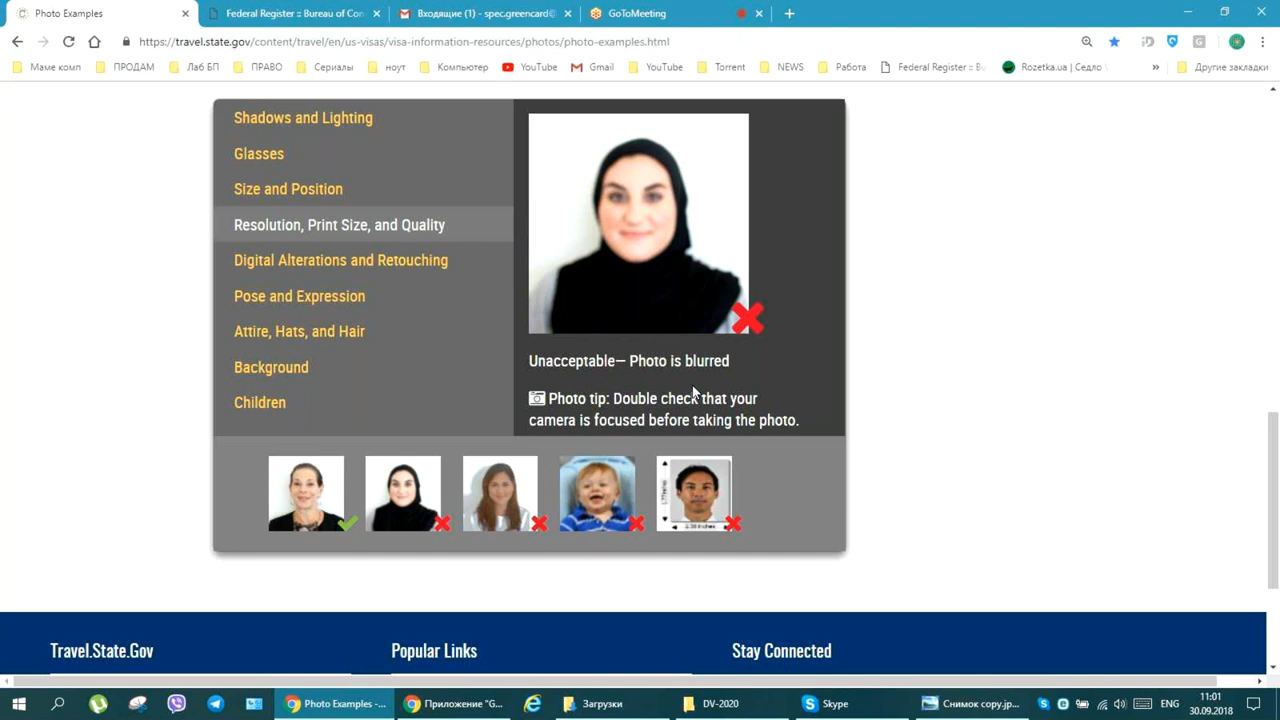 Photo Examples
Federal Register :: Bureau of Con
Входящие (1) - spec.greencard@
GoToMeeting
https://travel.state.gov/content/travel/en/us-visas/visa-information-resources/photos/photo-examples.html
Маме комп
ПРОДАМ
Лаб БП
ПРАВО
Сериалы
ноут
Компьютер
YouTube
Gmail
YouTube
Torrent
NEWS
Работа
Federal Register :: Bu
Rozetka.ua | Седло
Другие закладки
Shadows and Lighting
Glasses
Size and Position
Resolution, Print Size, and Quality
Digital Alterations and Retouching
Pose and Expression
Attire, Hats, and Hair
Background
Children
Unacceptable— Photo is blurred
Photo tip: Double check that your
camera is focused before taking the photo.
Travel.State.Gov
Popular Links
Stay Connected
Photo Examples -...
Приложение "G...
Загрузки
DV-2020
Skype
Снимок copy.jp...
ENG
11:01
30.09.2018